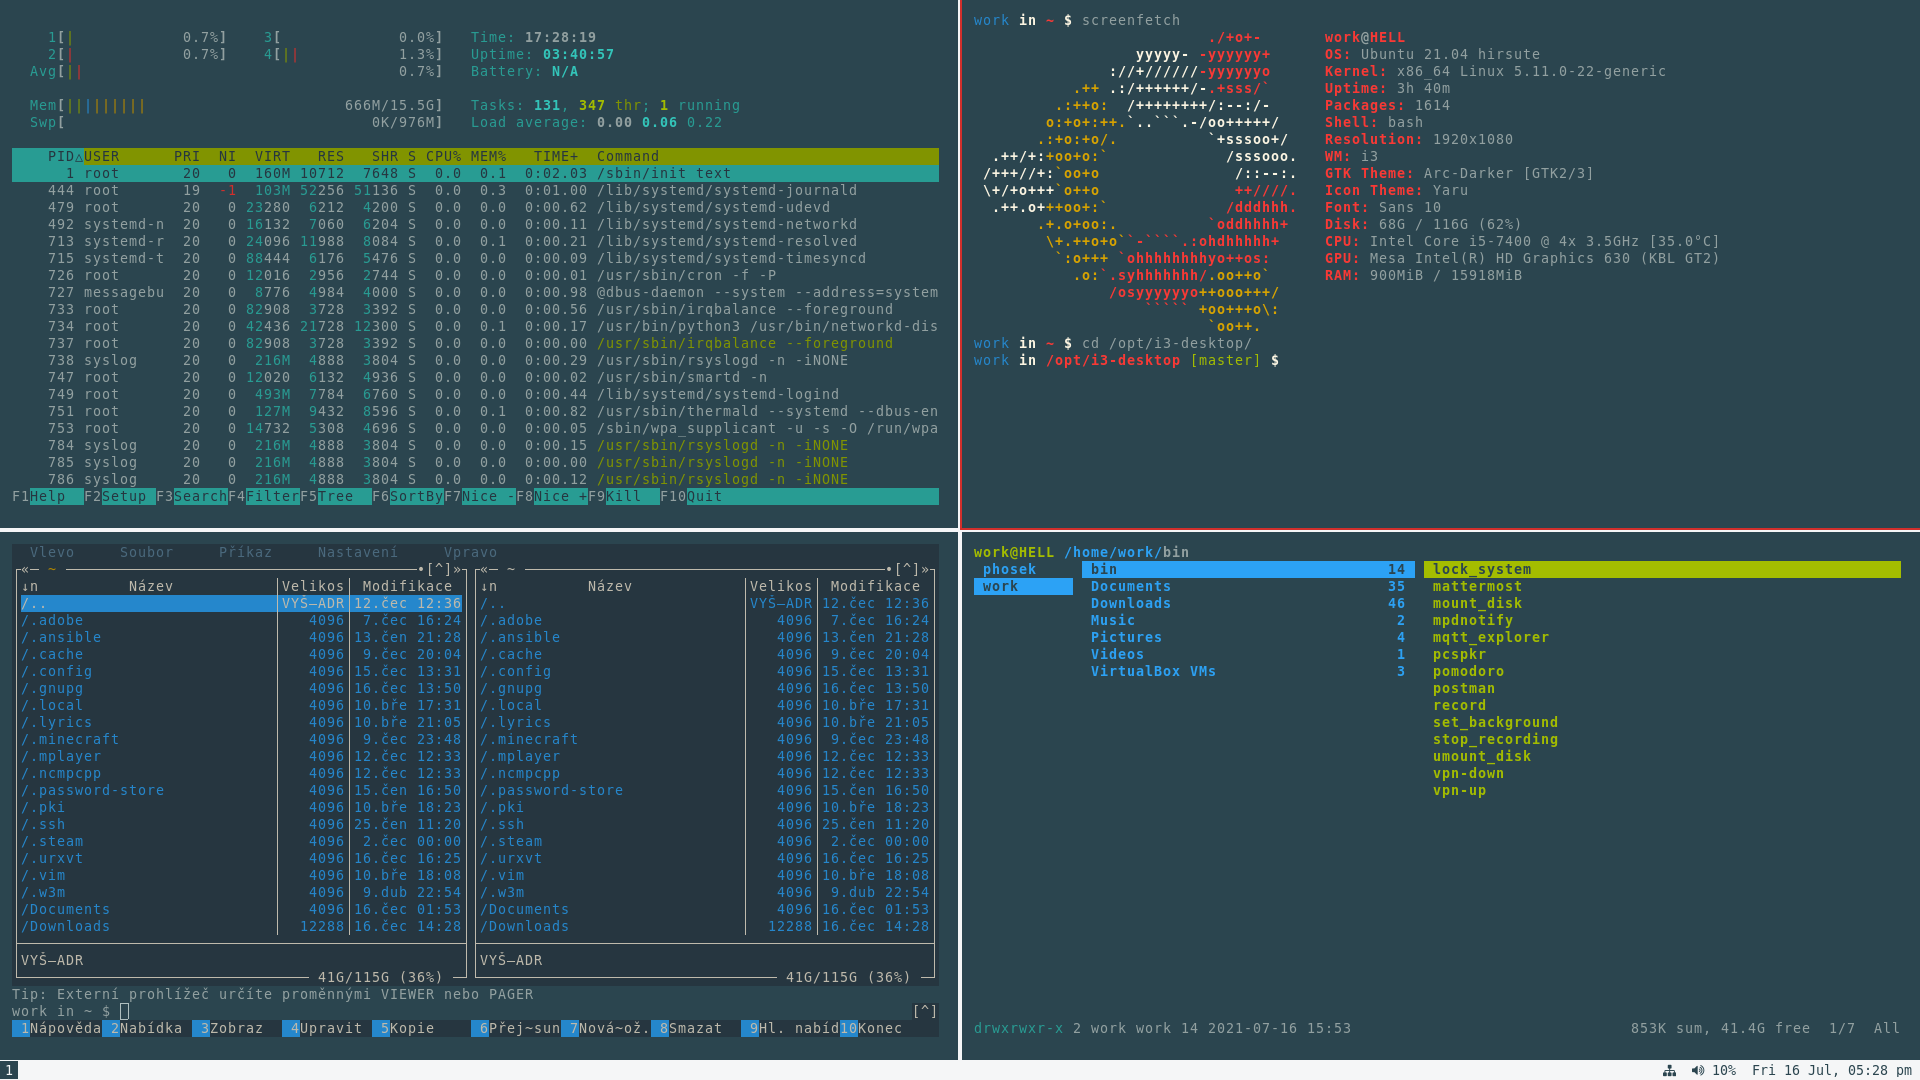 1[| 0.7%] 3[ 0.0%] Time: 17:28:19
2[| 0.7%] 4[|| 1.3%] Uptime: 03:40:57
Avg[|| 0.7%] Battery: N/A
Mem[||||||||| 666M/15.5G] Tasks: 131, 347 thr; 1 running
Swp[ 0K/976M] Load average: 0.00 0.06 0.22
PID△USER PRI NI VIRT RES SHR S CPU% MEM% TIME+ Command
1 root 20 0 160M 10712 7648 S 0.0 0.1 0:02.03 /sbin/init text
444 root 19 -1 103M 52256 51136 S 0.0 0.3 0:01.00 /lib/systemd/systemd-journald
479 root 20 0 23280 6212 4200 S 0.0 0.0 0:00.62 /lib/systemd/systemd-udevd
492 systemd-n 20 0 16132 7060 6204 S 0.0 0.0 0:00.11 /lib/systemd/systemd-networkd
713 systemd-r 20 0 24096 11988 8084 S 0.0 0.1 0:00.21 /lib/systemd/systemd-resolved
715 systemd-t 20 0 88444 6176 5476 S 0.0 0.0 0:00.09 /lib/systemd/systemd-timesyncd
726 root 20 0 12016 2956 2744 S 0.0 0.0 0:00.01 /usr/sbin/cron -f -P
727 messagebu 20 0 8776 4984 4000 S 0.0 0.0 0:00.98 @dbus-daemon --system --address=system
733 root 20 0 82908 3728 3392 S 0.0 0.0 0:00.56 /usr/sbin/irqbalance --foreground
734 root 20 0 42436 21728 12300 S 0.0 0.1 0:00.17 /usr/bin/python3 /usr/bin/networkd-dis
737 root 20 0 82908 3728 3392 S 0.0 0.0 0:00.00 /usr/sbin/irqbalance --foreground
738 syslog 20 0 216M 4888 3804 S 0.0 0.0 0:00.29 /usr/sbin/rsyslogd -n -iNONE
747 root 20 0 12020 6132 4936 S 0.0 0.0 0:00.02 /usr/sbin/smartd -n
749 root 20 0 493M 7784 6760 S 0.0 0.0 0:00.44 /lib/systemd/systemd-logind
751 root 20 0 127M 9432 8596 S 0.0 0.1 0:00.82 /usr/sbin/thermald --systemd --dbus-en
753 root 20 0 14732 5308 4696 S 0.0 0.0 0:00.05 /sbin/wpa_supplicant -u -s -O /run/wpa
784 syslog 20 0 216M 4888 3804 S 0.0 0.0 0:00.15 /usr/sbin/rsyslogd -n -iNONE
785 syslog 20 0 216M 4888 3804 S 0.0 0.0 0:00.00 /usr/sbin/rsyslogd -n -iNONE
786 syslog 20 0 216M 4888 3804 S 0.0 0.0 0:00.12 /usr/sbin/rsyslogd -n -iNONE
F1Help F2Setup F3SearchF4FilterF5Tree F6SortByF7Nice -F8Nice +F9Kill F10Quit
work in ~ $ screenfetch
./+o+- work@HELL
yyyyy- -yyyyyy+ OS: Ubuntu 21.04 hirsute
://+//////-yyyyyyo Kernel: x86_64 Linux 5.11.0-22-generic
.++ .:/++++++/-.+sss/` Uptime: 3h 40m
.:++o: /++++++++/:--:/- Packages: 1614
o:+o+:++.`..```.-/oo+++++/ Shell: bash
.:+o:+o/. `+sssoo+/ Resolution: 1920x1080
.++/+:+oo+o:` /sssooo. WM: i3
/+++//+:`oo+o /::--:. GTK Theme: Arc-Darker [GTK2/3]
\+/+o+++`o++o ++////. Icon Theme: Yaru
.++.o+++oo+:` /dddhhh. Font: Sans 10
.+.o+oo:. `oddhhhh+ Disk: 68G / 116G (62%)
\+.++o+o``-````.:ohdhhhhh+ CPU: Intel Core i5-7400 @ 4x 3.5GHz [35.0°C]
`:o+++ `ohhhhhhhhyo++os: GPU: Mesa Intel(R) HD Graphics 630 (KBL GT2)
.o:`.syhhhhhhh/.oo++o` RAM: 900MiB / 15918MiB
/osyyyyyyo++ooo+++/
````` +oo+++o\:
`oo++.
work in ~ $ cd /opt/i3-desktop/
work in /opt/i3-desktop [master] $
Vlevo Soubor Příkaz Nastavení Vpravo
«─ ~ •[^]» «─ ~ •[^]»
↓n Název Velikos Modifikace ↓n Název Velikos Modifikace
/.. VYŠ—ADR 12.čec 12:36 /.. VYŠ—ADR 12.čec 12:36
/.adobe 4096 7.čec 16:24 /.adobe 4096 7.čec 16:24
/.ansible 4096 13.čen 21:28 /.ansible 4096 13.čen 21:28
/.cache 4096 9.čec 20:04 /.cache 4096 9.čec 20:04
/.config 4096 15.čec 13:31 /.config 4096 15.čec 13:31
/.gnupg 4096 16.čec 13:50 /.gnupg 4096 16.čec 13:50
/.local 4096 10.bře 17:31 /.local 4096 10.bře 17:31
/.lyrics 4096 10.bře 21:05 /.lyrics 4096 10.bře 21:05
/.minecraft 4096 9.čec 23:48 /.minecraft 4096 9.čec 23:48
/.mplayer 4096 12.čec 12:33 /.mplayer 4096 12.čec 12:33
/.ncmpcpp 4096 12.čec 12:33 /.ncmpcpp 4096 12.čec 12:33
/.password-store 4096 15.čen 16:50 /.password-store 4096 15.čen 16:50
/.pki 4096 10.bře 18:23 /.pki 4096 10.bře 18:23
/.ssh 4096 25.čen 11:20 /.ssh 4096 25.čen 11:20
/.steam 4096 2.čec 00:00 /.steam 4096 2.čec 00:00
/.urxvt 4096 16.čec 16:25 /.urxvt 4096 16.čec 16:25
/.vim 4096 10.bře 18:08 /.vim 4096 10.bře 18:08
/.w3m 4096 9.dub 22:54 /.w3m 4096 9.dub 22:54
/Documents 4096 16.čec 01:53 /Documents 4096 16.čec 01:53
/Downloads 12288 16.čec 14:28 /Downloads 12288 16.čec 14:28
VYŠ—ADR VYŠ—ADR
41G/115G (36%) 41G/115G (36%)
Tip: Externí prohlížeč určíte proměnnými VIEWER nebo PAGER
work in ~ $ [^]
1Nápověda 2Nabídka 3Zobraz 4Upravit 5Kopie 6Přej~sun 7Nová~ož. 8Smazat 9Hl. nabíd10Konec
work@HELL /home/work/bin
phosek bin 14 lock_system
work Documents 35 mattermost
Downloads 46 mount_disk
Music 2 mpdnotify
Pictures 4 mqtt_explorer
Videos 1 pcspkr
VirtualBox VMs 3 pomodoro
postman
record
set_background
stop_recording
umount_disk
vpn-down
vpn-up
drwxrwxr-x 2 work work 14 2021-07-16 15:53 853K sum, 41.4G free 1/7 All
1 10% Fri 16 Jul, 05:28 pm